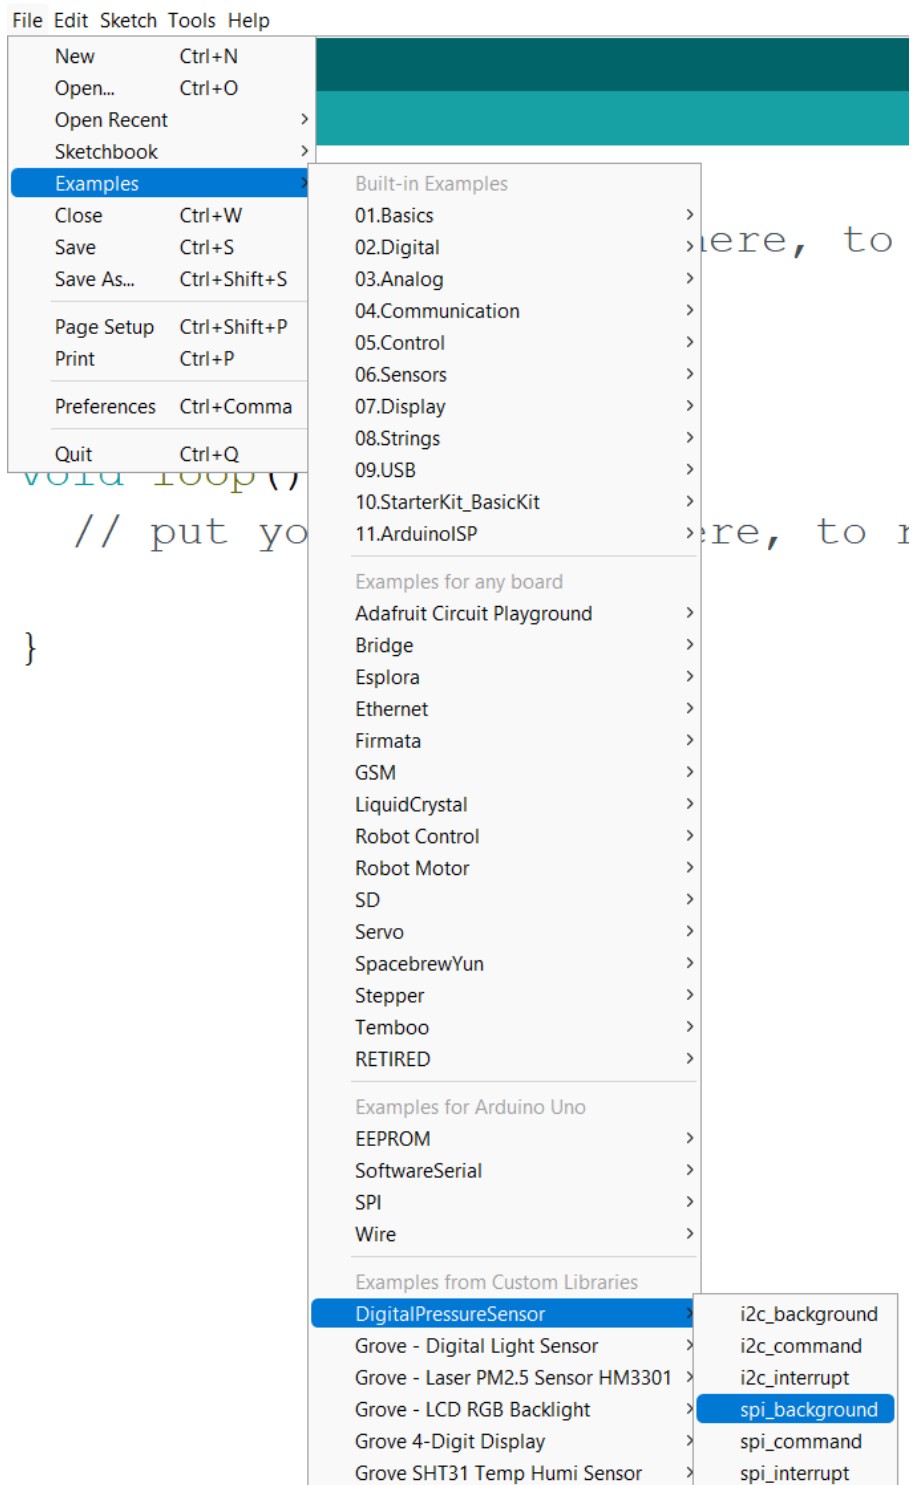 File Edit Sketch Tools Help
New Ctrl+N
Open... Ctrl+O
Open Recent
Sketchbook
Examples
Close Ctrl+W
Save Ctrl+S
Save As... Ctrl+Shift+S
Page Setup Ctrl+Shift+P
Print Ctrl+P
Preferences Ctrl+Comma
Quit Ctrl+Q
Built-in Examples
01.Basics
02.Digital
03.Analog
04.Communication
05.Control
06.Sensors
07.Display
08.Strings
09.USB
10.StarterKit_BasicKit
11.ArduinoISP
Examples for any board
Adafruit Circuit Playground
Bridge
Esplora
Ethernet
Firmata
GSM
LiquidCrystal
Robot Control
Robot Motor
SD
Servo
SpacebrewYun
Stepper
Temboo
RETIRED
Examples for Arduino Uno
EEPROM
SoftwareSerial
SPI
Wire
Examples from Custom Libraries
DigitalPressureSensor
Grove - Digital Light Sensor
Grove - Laser PM2.5 Sensor HM3301
Grove - LCD RGB Backlight
Grove 4-Digit Display
Grove SHT31 Temp Humi Sensor
i2c_background
i2c_command
i2c_interrupt
spi_background
spi_command
spi_interrupt
ere, to
void loop()
// put yo re, to r
}